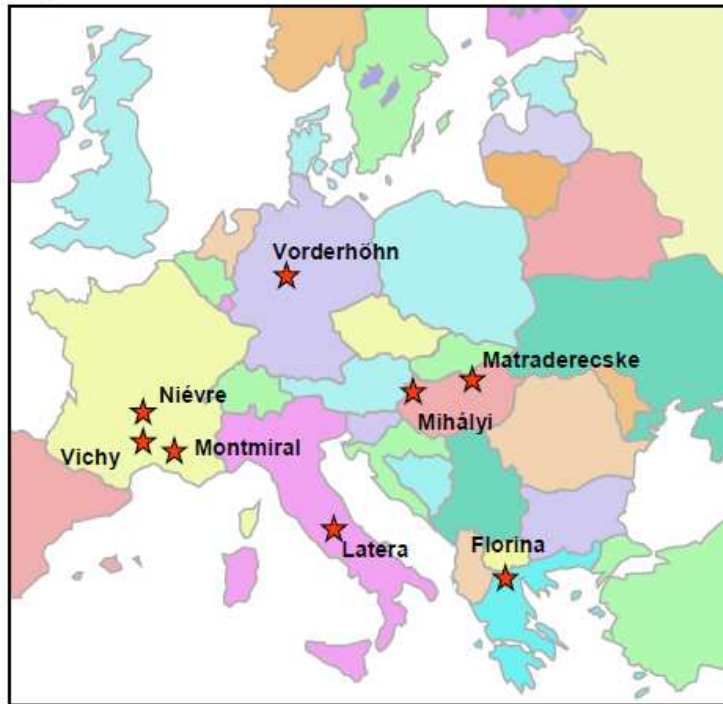 Vorderhöhn
Matraderecske
Niévre
Mihályi
Vichy
Montmiral
Florina
Latera